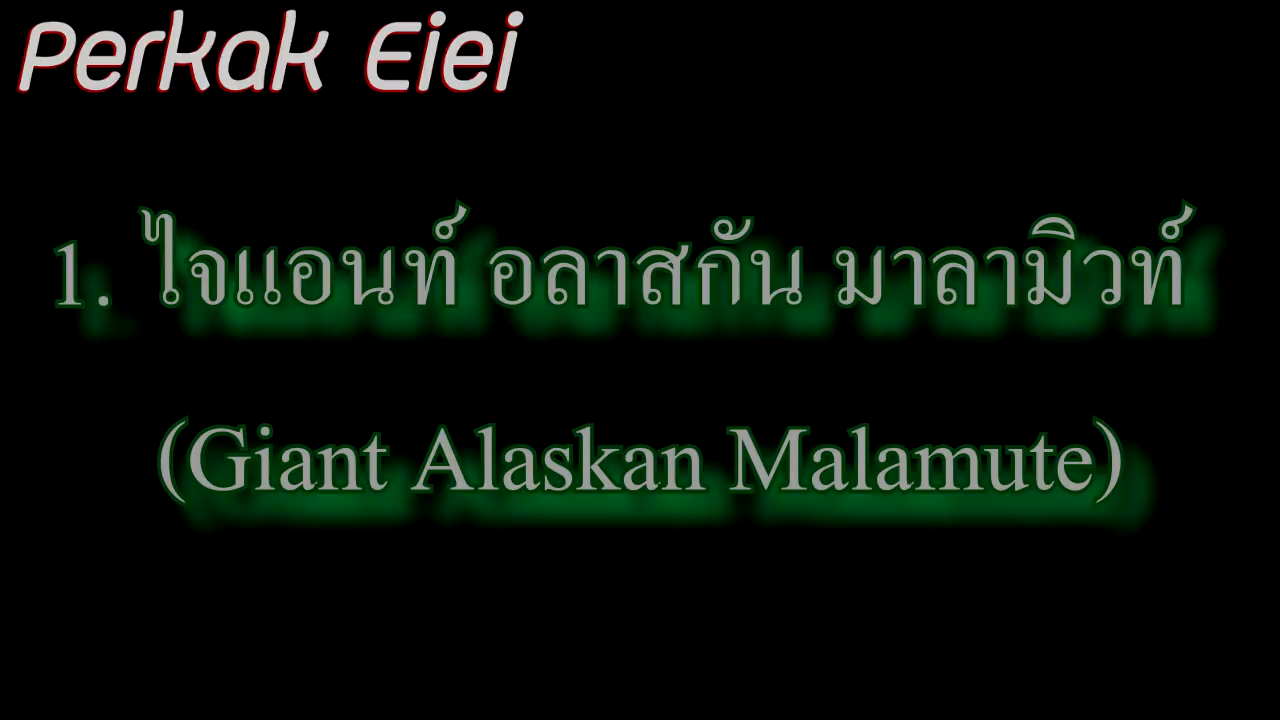 Perkak Eiei
1. ไจแอนท์ อลาสกัน มาลามิวท์
(Giant Alaskan Malamute)